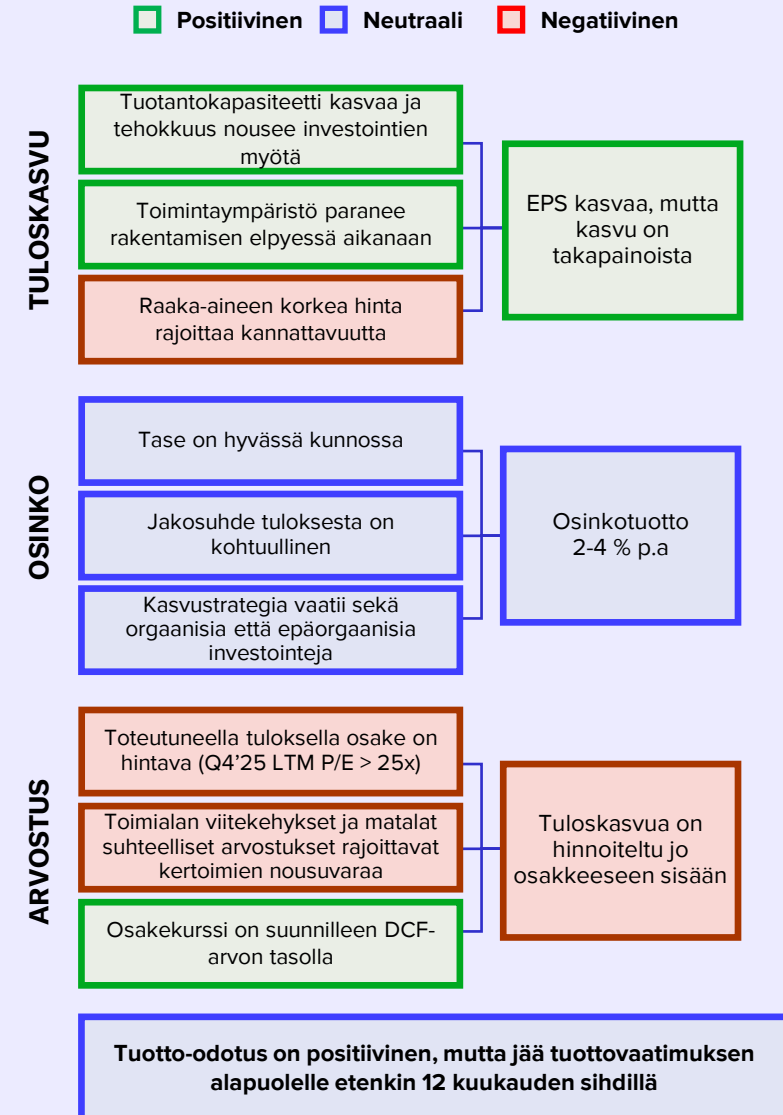 Positiivinen Neutraali Negatiivinen
TULOSKASVU
Tuotantokapasiteetti kasvaa ja
tehokkuus nousee investointien
myötä
Toimintaympäristö paranee
rakentamisen elpyessä aikanaan
Raaka-aineen korkea hinta
rajoittaa kannattavuutta
EPS kasvaa, mutta
kasvu on
takapainoista
OSINKO
Tase on hyvässä kunnossa
Jakosuhde tuloksesta on
kohtuullinen
Kasvustrategia vaatii sekä
orgaanisia että epäorgaanisia
investointeja
Osinkotuotto
2-4 % p.a
ARVOSTUS
Toteutuneella tuloksella osake on
hintava (Q4’25 LTM P/E > 25x)
Toimialan viitekehykset ja matalat
suhteelliset arvostukset rajoittavat
kertoimien nousuvaraa
Osakekurssi on suunnilleen DCF-
arvon tasolla
Tuloskasvua on
hinnoiteltu jo
osakkeeseen sisään
Tuotto-odotus on positiivinen, mutta jää tuottovaatimuksen
alapuolelle etenkin 12 kuukauden sihdillä